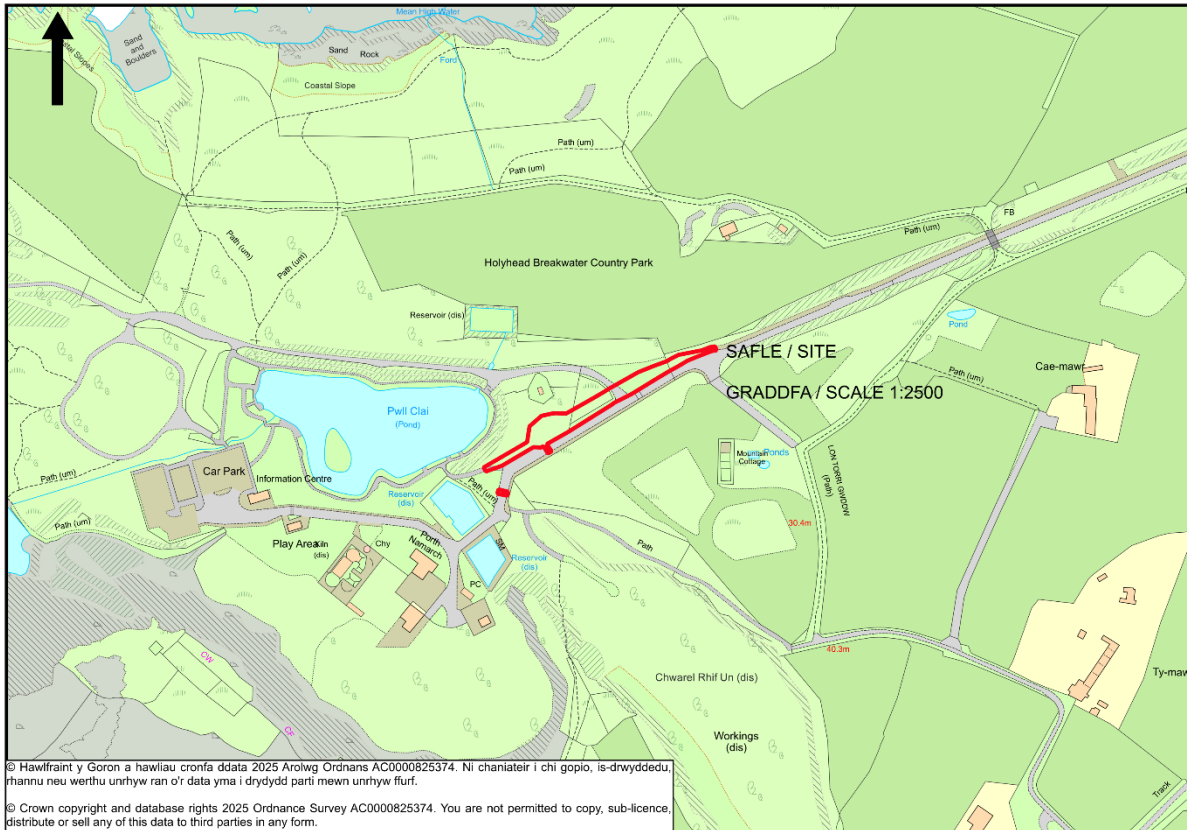 Mean High Water
Sand
and
Boulders
Coastal Slopes
Sand
Rock
Ford
Coastal Slope
Path (um)
Path (um)
Path (um)
Path (um)
FB
Path (um)
Holyhead Breakwater Country Park
Reservoir (dis)
Pond
SAFLE / SITE
Cae-mawr
Path (um)
GRADDFA / SCALE 1:2500
Pwll Clai
(Pond)
Mountain
Cottage
Ponds
LON TORRI GWDDW
(Path)
Car Park
Information Centre
Path (um)
Path (um)
Reservoir
(dis)
30.4m
Path (um)
Play Area
Kiln
(dis)
Chy
Porth
Namarch
SM
Reservoir
(dis)
Path
PC
40.3m
CW
CF
Chwarel Rhif Un (dis)
Ty-maw
Workings
(dis)
Track
© Hawlfraint y Goron a hawliau cronfa ddata 2025 Arolwg Ordnans AC0000825374. Ni chaniateir i chi gopio, is-drwyddedu,
rhannu neu werthu unrhyw ran o'r data yma i drydydd parti mewn unrhyw ffurf.
© Crown copyright and database rights 2025 Ordnance Survey AC0000825374. You are not permitted to copy, sub-licence,
distribute or sell any of this data to third parties in any form.